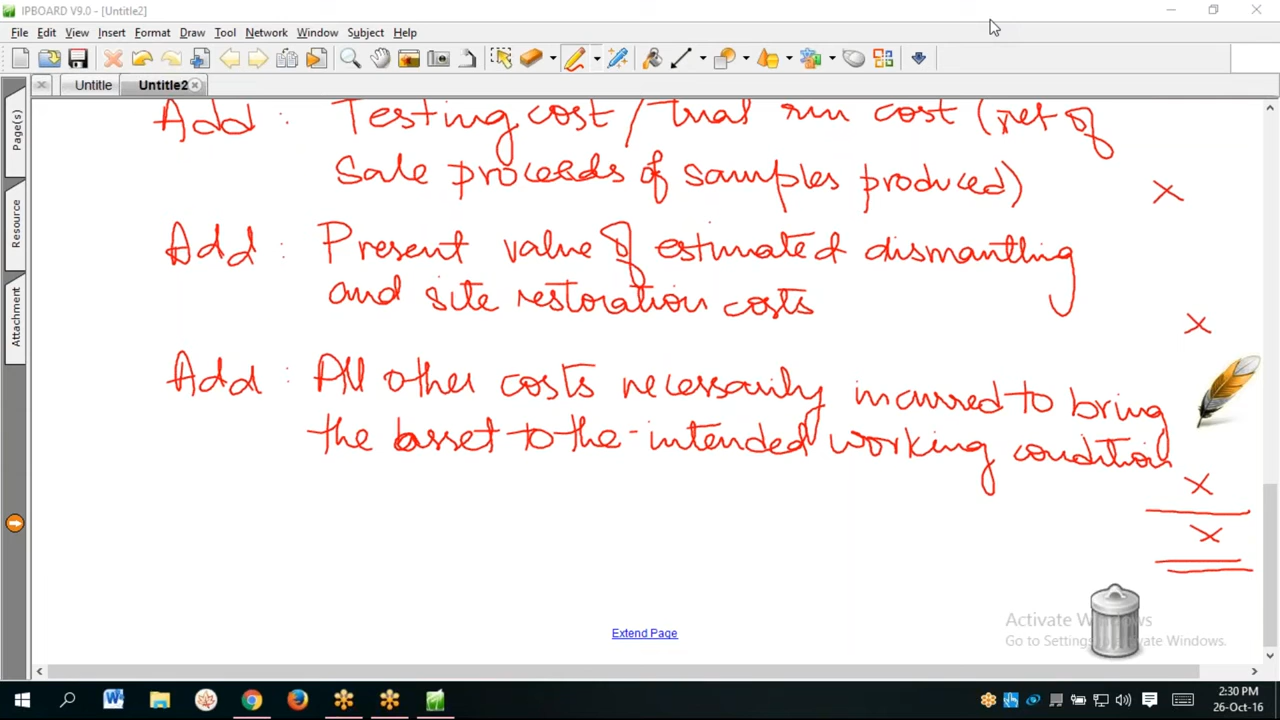 IPBOARD V9.0 - [Untitle2]
File Edit View Insert Format Draw Tool Network Window Subject Help
Untitle Untitle2
Page(s)
Resource
Attachment
Add : Testing cost / trial run cost (net of
sale proceeds of samples produced) x
Add : Present value of estimated dismantling
and site restoration costs x
Add : All other costs necessarily incurred to bring
the asset to the intended working condition
x
x
Extend Page
Activate Windows
Go to Settings to activate Windows.
2:30 PM
26-Oct-16